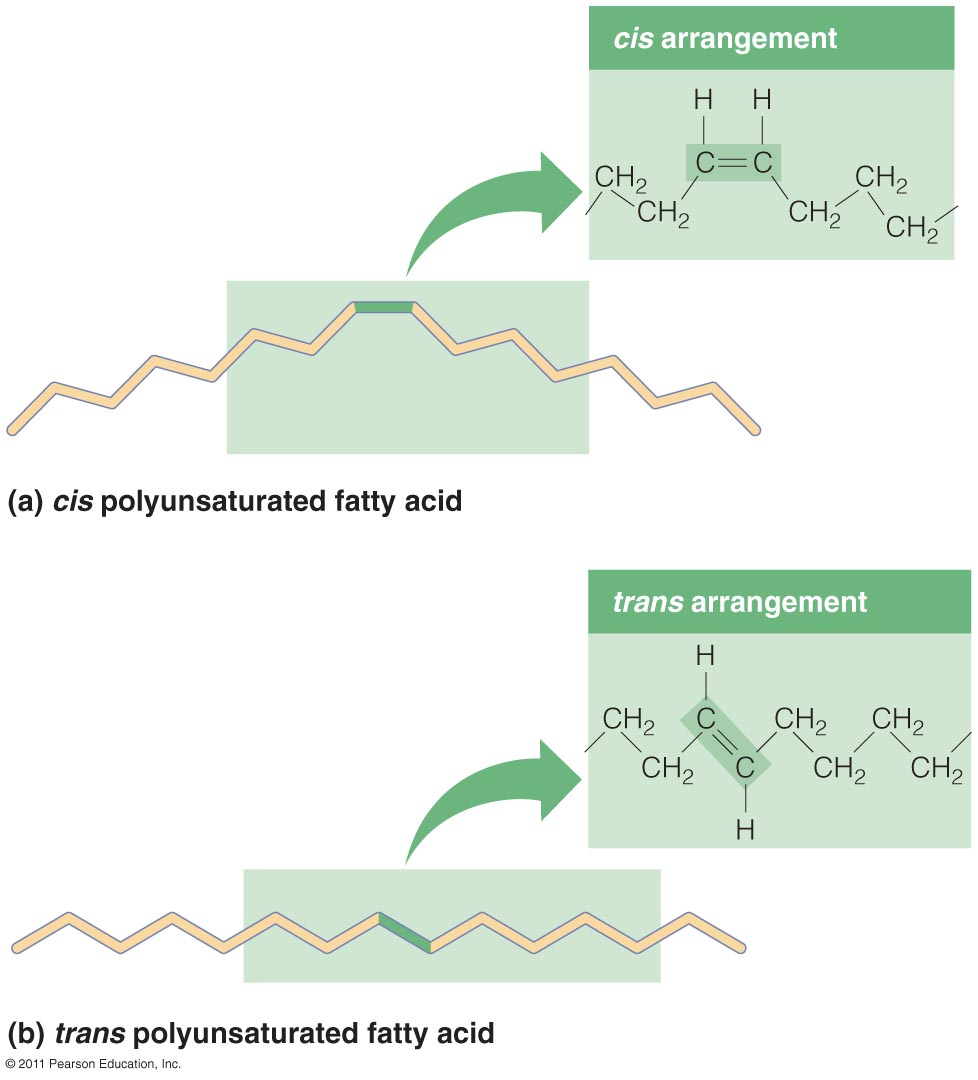 cis arrangement
H H
C=C
CH₂ CH₂
CH₂ CH₂
CH₂
(a) cis polyunsaturated fatty acid
trans arrangement
H
CH₂ C CH₂ CH₂
CH₂ C CH₂ CH₂
H
(b) trans polyunsaturated fatty acid
© 2011 Pearson Education, Inc.